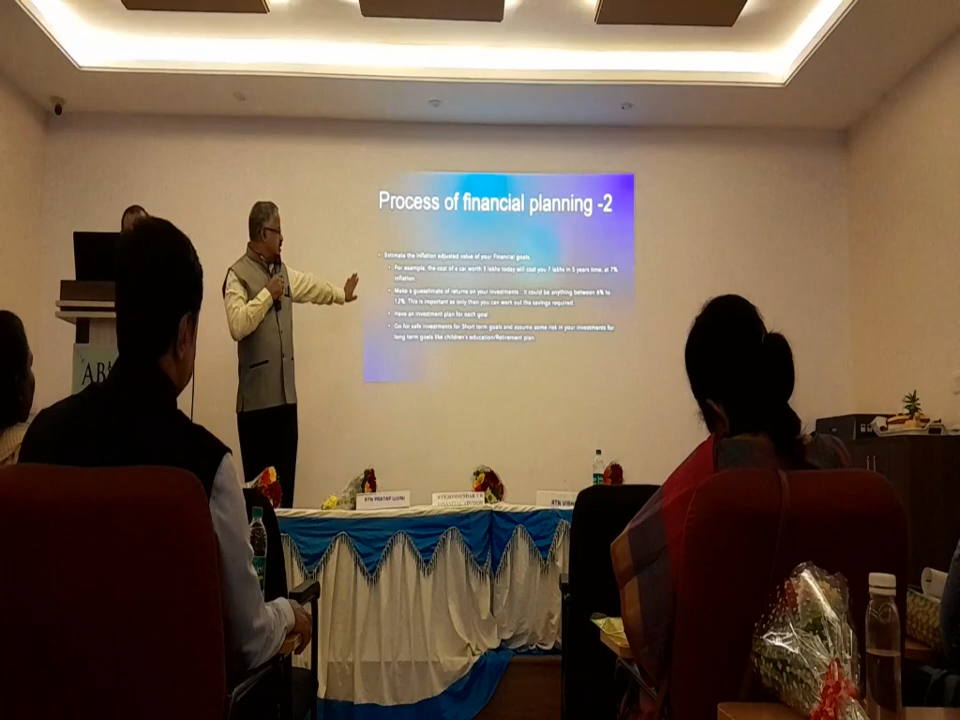 Process of financial planning -2
Estimate the inflation adjusted value of your Financial goals
For example, the cost of a car worth 5 lakhs today will cost you 7 lakhs in 5 years time, at 7%
inflation.
Make a guesstimate of returns on your investments . It could be anything between 6% to
12%. This is important as only then you can work out the savings required.
Have an investment plan for each goal
Go for safe investments for Short term goals and assume some risk in your investments for
long term goals like children's education/Retirement plan
AR
RTN
FINANCIAL ADVISOR
RTN